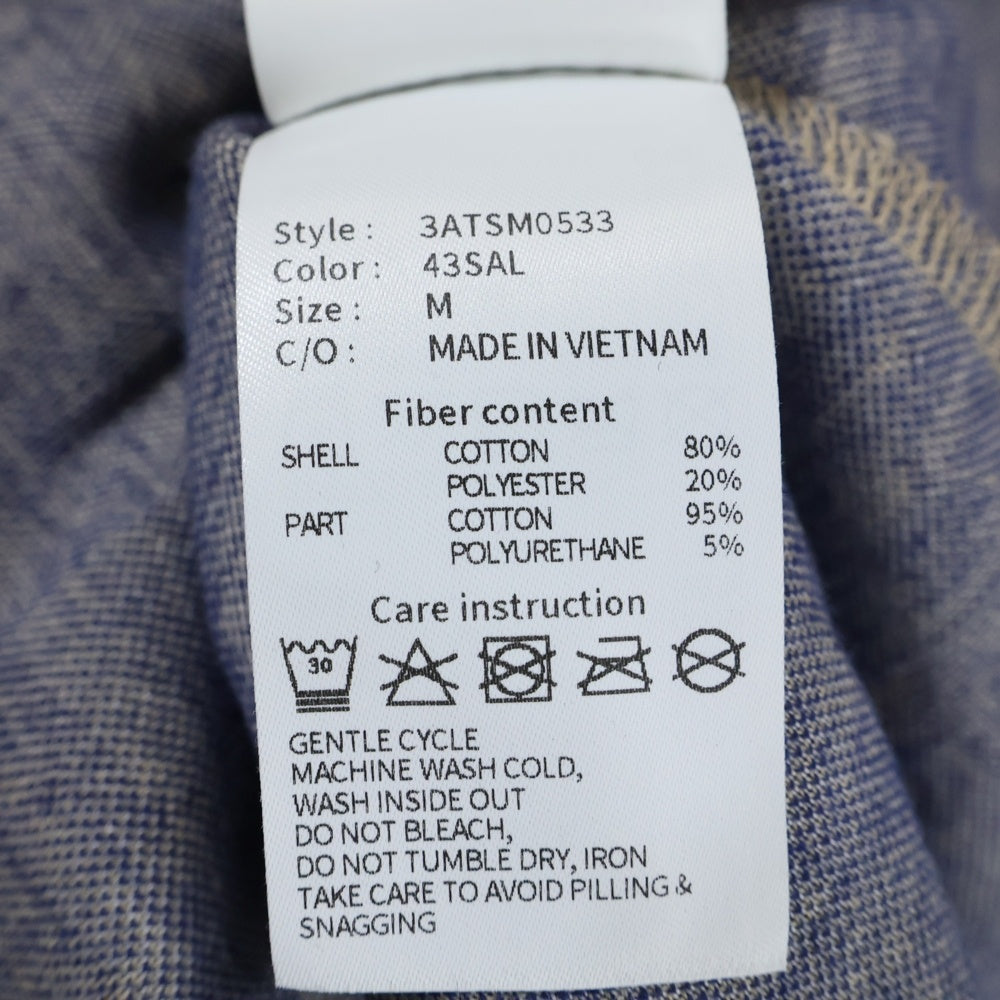 Style : 3ATSM0533
Color : 43SAL
Size : M
C/O : MADE IN VIETNAM
Fiber content
SHELL COTTON 80%
POLYESTER 20%
PART COTTON 95%
POLYURETHANE 5%
Care instruction
30
GENTLE CYCLE
MACHINE WASH COLD,
WASH INSIDE OUT
DO NOT BLEACH,
DO NOT TUMBLE DRY, IRON
TAKE CARE TO AVOID PILLING &
SNAGGING